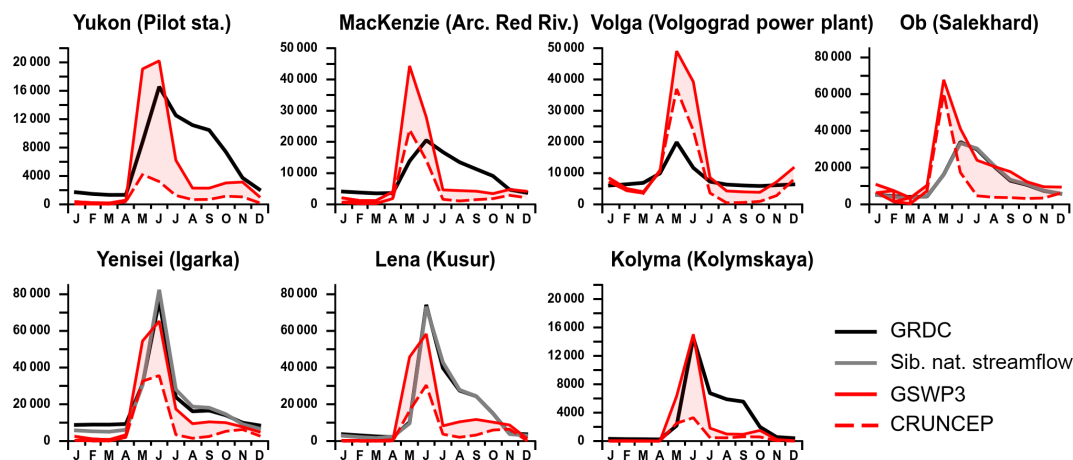 Yukon (Pilot sta.)
MacKenzie (Arc. Red Riv.)
Volga (Volgograd power plant)
Ob (Salekhard)
20 000
16 000
12 000
8000
4000
0
J F M A M J J A S O N D
50 000
40 000
30 000
20 000
10 000
0
J F M A M J J A S O N D
50 000
40 000
30 000
20 000
10 000
0
J F M A M J J A S O N D
80 000
60 000
40 000
20 000
0
J F M A M J J A S O N D
Yenisei (Igarka)
Lena (Kusur)
Kolyma (Kolymskaya)
80 000
60 000
40 000
20 000
0
J F M A M J J A S O N D
80 000
60 000
40 000
20 000
0
J F M A M J J A S O N D
20 000
16 000
12 000
8000
4000
0
J F M A M J J A S O N D
GRDC
Sib. nat. streamflow
GSWP3
CRUNCEP